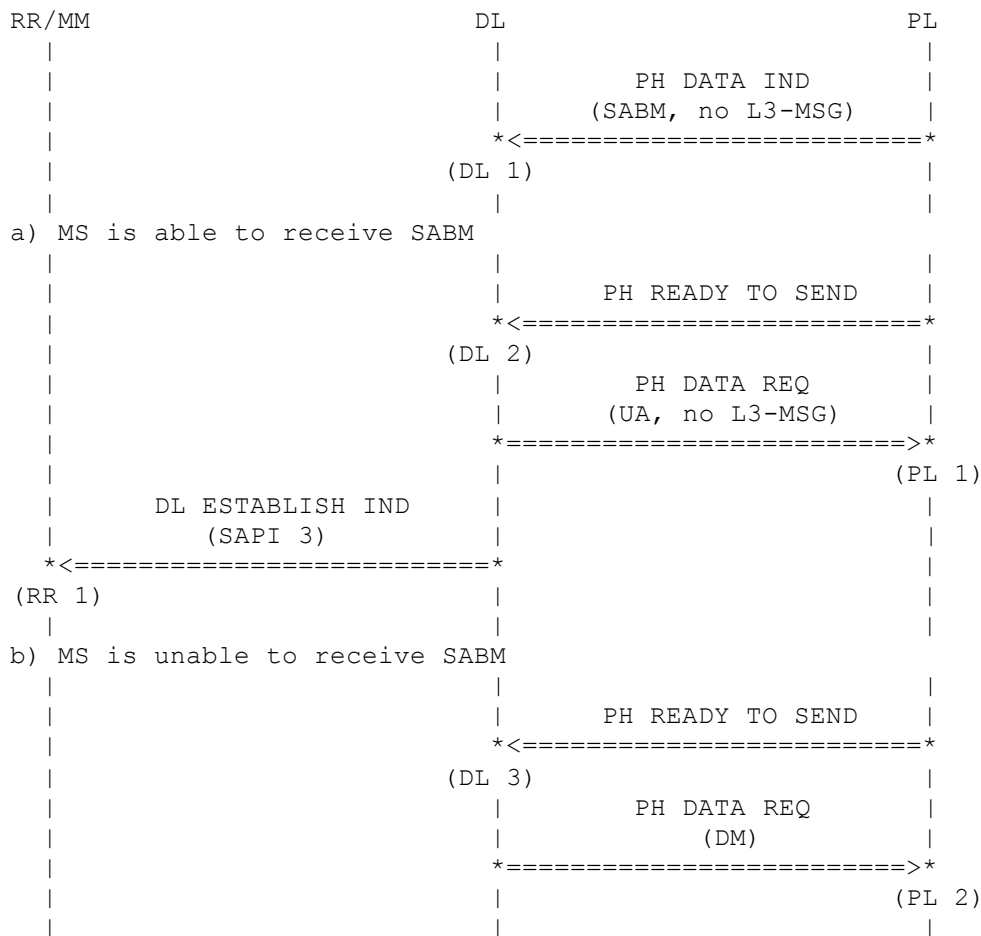 RR/MM DL PL
PH DATA IND
(SABM, no L3-MSG)
*<=========================*
(DL 1)
a) MS is able to receive SABM
PH READY TO SEND
*<=========================*
(DL 2)
PH DATA REQ
(UA, no L3-MSG)
*=========================>*
(PL 1)
DL ESTABLISH IND
(SAPI 3)
*<==========================*
(RR 1)
b) MS is unable to receive SABM
PH READY TO SEND
*<=========================*
(DL 3)
PH DATA REQ
(DM)
*=========================>*
(PL 2)